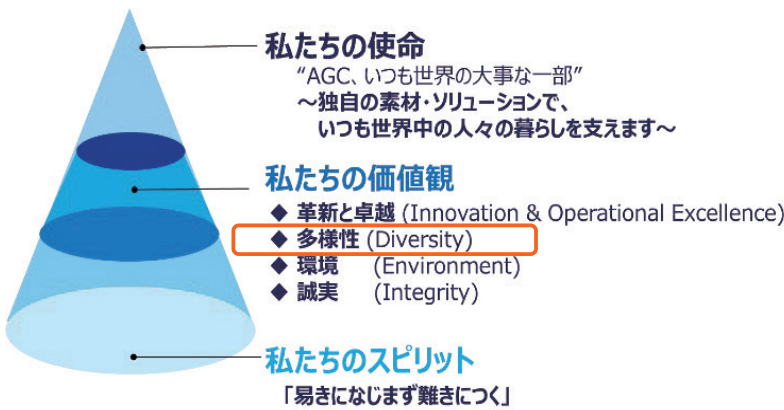 私たちの使命
“AGC、いつも世界の大事な一部”
～独自の素材・ソリューションで、
いつも世界中の人々の暮らしを支えます～
私たちの価値観
◆ 革新と卓越 (Innovation & Operational Excellence)
◆ 多様性 (Diversity)
◆ 環境 (Environment)
◆ 誠実 (Integrity)
私たちのスピリット
「易きになじまず難きにつく」